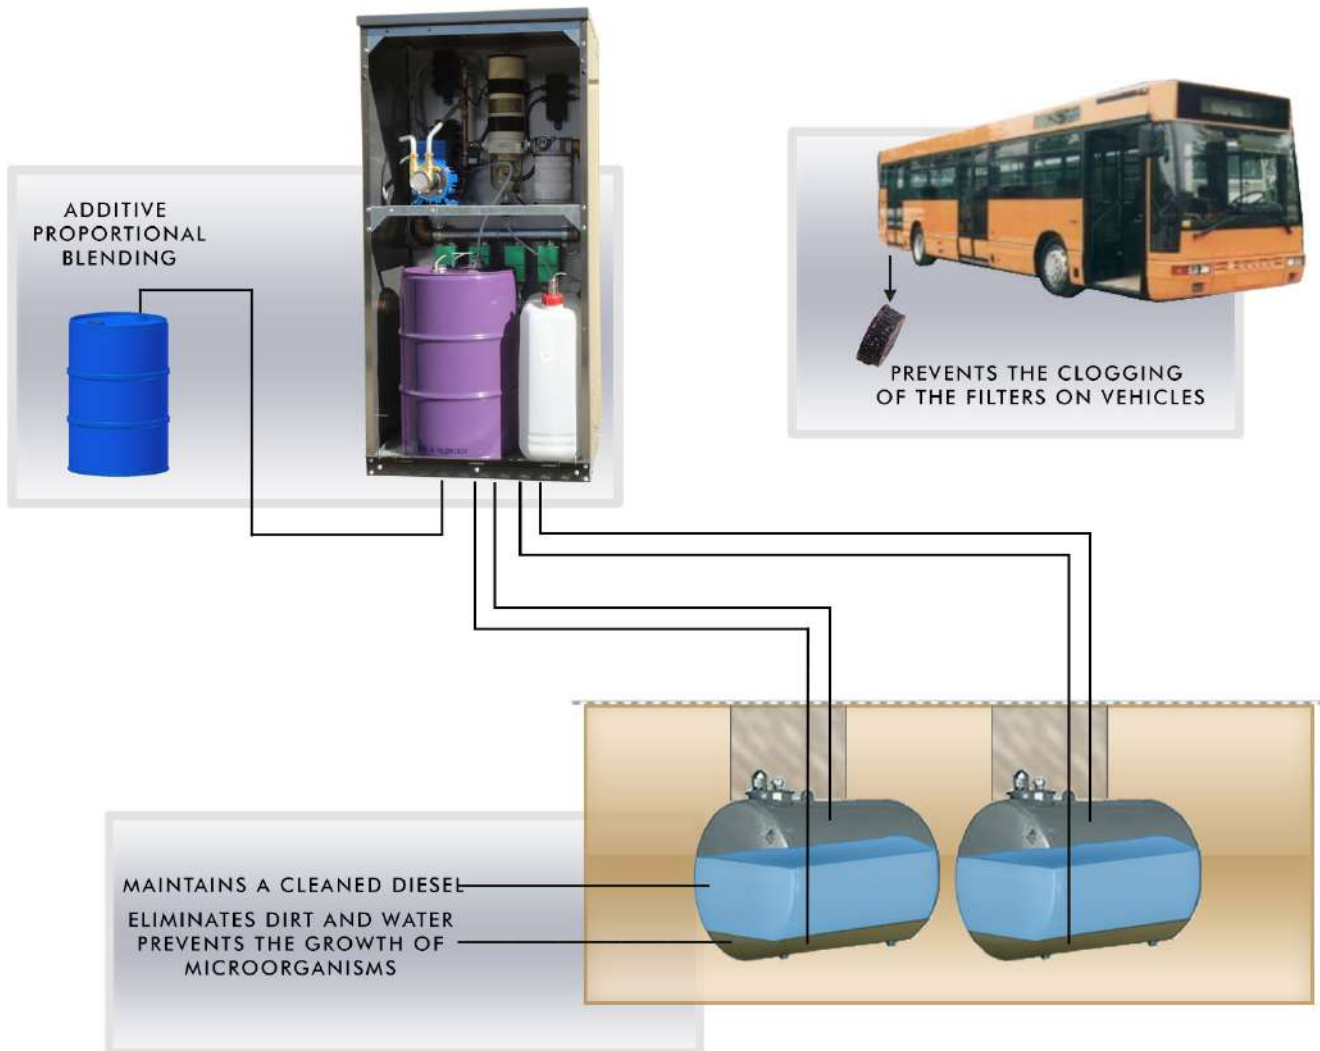 ADDITIVE
PROPORTIONAL
BLENDING
PREVENTS THE CLOGGING
OF THE FILTERS ON VEHICLES
MAINTAINS A CLEANED DIESEL
ELIMINATES DIRT AND WATER
PREVENTS THE GROWTH OF
MICROORGANISMS